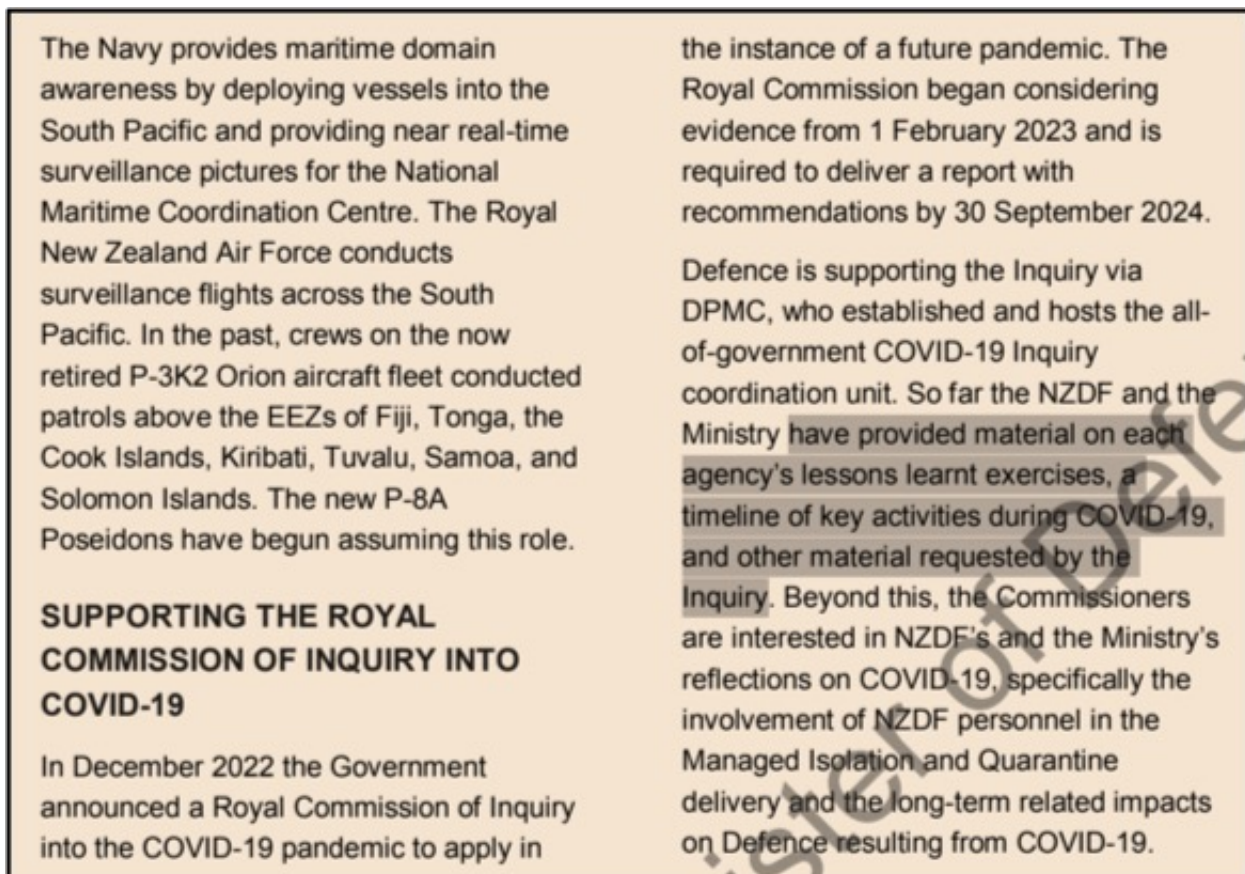 The Navy provides maritime domain
awareness by deploying vessels into the
South Pacific and providing near real-time
surveillance pictures for the National
Maritime Coordination Centre. The Royal
New Zealand Air Force conducts
surveillance flights across the South
Pacific. In the past, crews on the now
retired P-3K2 Orion aircraft fleet conducted
patrols above the EEZs of Fiji, Tonga, the
Cook Islands, Kiribati, Tuvalu, Samoa, and
Solomon Islands. The new P-8A
Poseidons have begun assuming this role.
SUPPORTING THE ROYAL
COMMISSION OF INQUIRY INTO
COVID-19
In December 2022 the Government
announced a Royal Commission of Inquiry
into the COVID-19 pandemic to apply in
the instance of a future pandemic. The
Royal Commission began considering
evidence from 1 February 2023 and is
required to deliver a report with
recommendations by 30 September 2024.
Defence is supporting the Inquiry via
DPMC, who established and hosts the all-
of-government COVID-19 Inquiry
coordination unit. So far the NZDF and the
Ministry have provided material on each
agency's lessons learnt exercises, a
timeline of key activities during COVID-19,
and other material requested by the
Inquiry. Beyond this, the Commissioners
are interested in NZDF's and the Ministry's
reflections on COVID-19, specifically the
involvement of NZDF personnel in the
Managed Isolation and Quarantine
delivery and the long-term related impacts
on Defence resulting from COVID-19.
ister of Defe